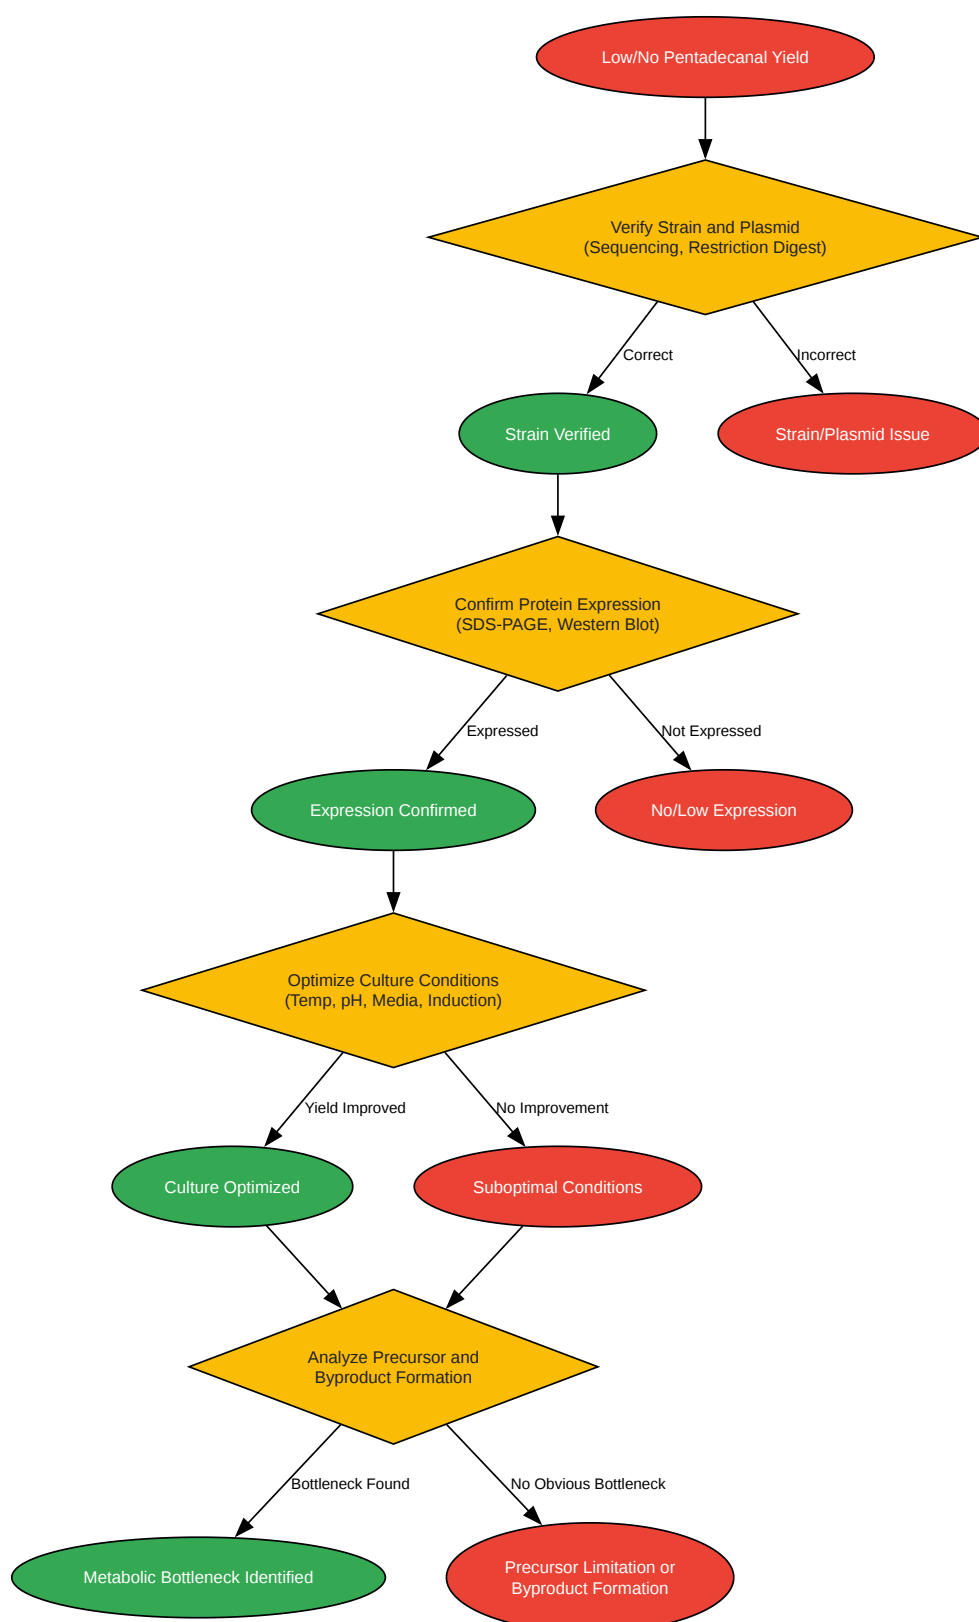 Low/No Pentadecanal Yield
Verify Strain and Plasmid
(Sequencing, Restriction Digest)
Correct
Incorrect
Strain Verified
Strain/Plasmid Issue
Confirm Protein Expression
(SDS-PAGE, Western Blot)
Expressed
Not Expressed
Expression Confirmed
No/Low Expression
Optimize Culture Conditions
(Temp, pH, Media, Induction)
Yield Improved
No Improvement
Culture Optimized
Suboptimal Conditions
Analyze Precursor and
Byproduct Formation
Bottleneck Found
No Obvious Bottleneck
Metabolic Bottleneck Identified
Precursor Limitation or
Byproduct Formation